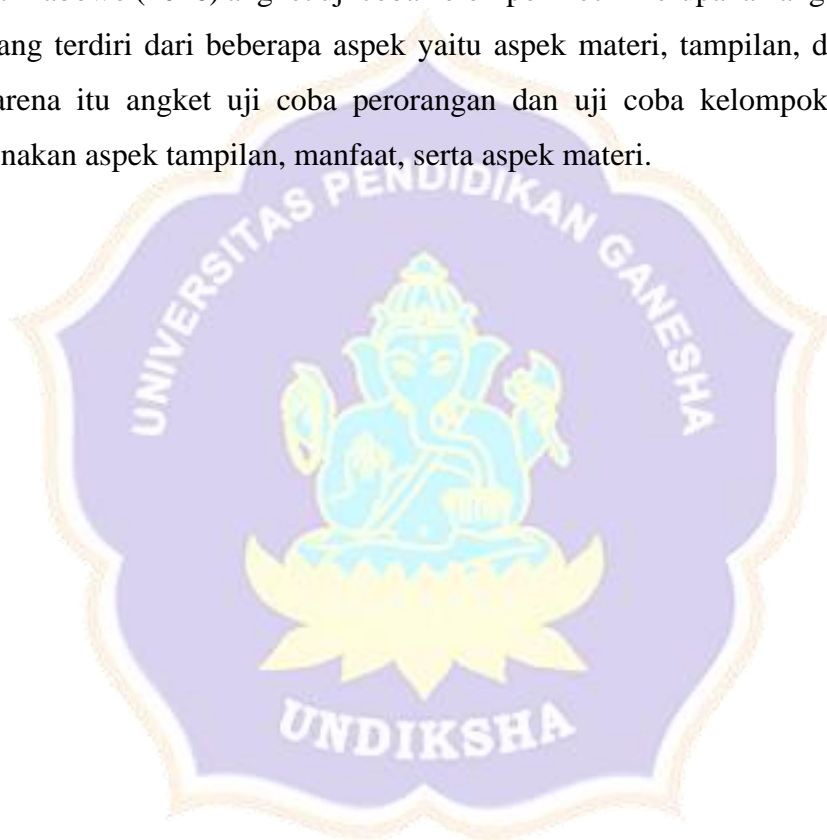 ang terdiri dari beberapa aspek yaitu aspek materi, tampilan,
arena itu angket uji coba perorangan dan uji coba kelompok
nakan aspek tampilan, manfaat, serta aspek materi.
UNIVERSITAS PENDIDIKAN GANESHA
UNDIKSHA